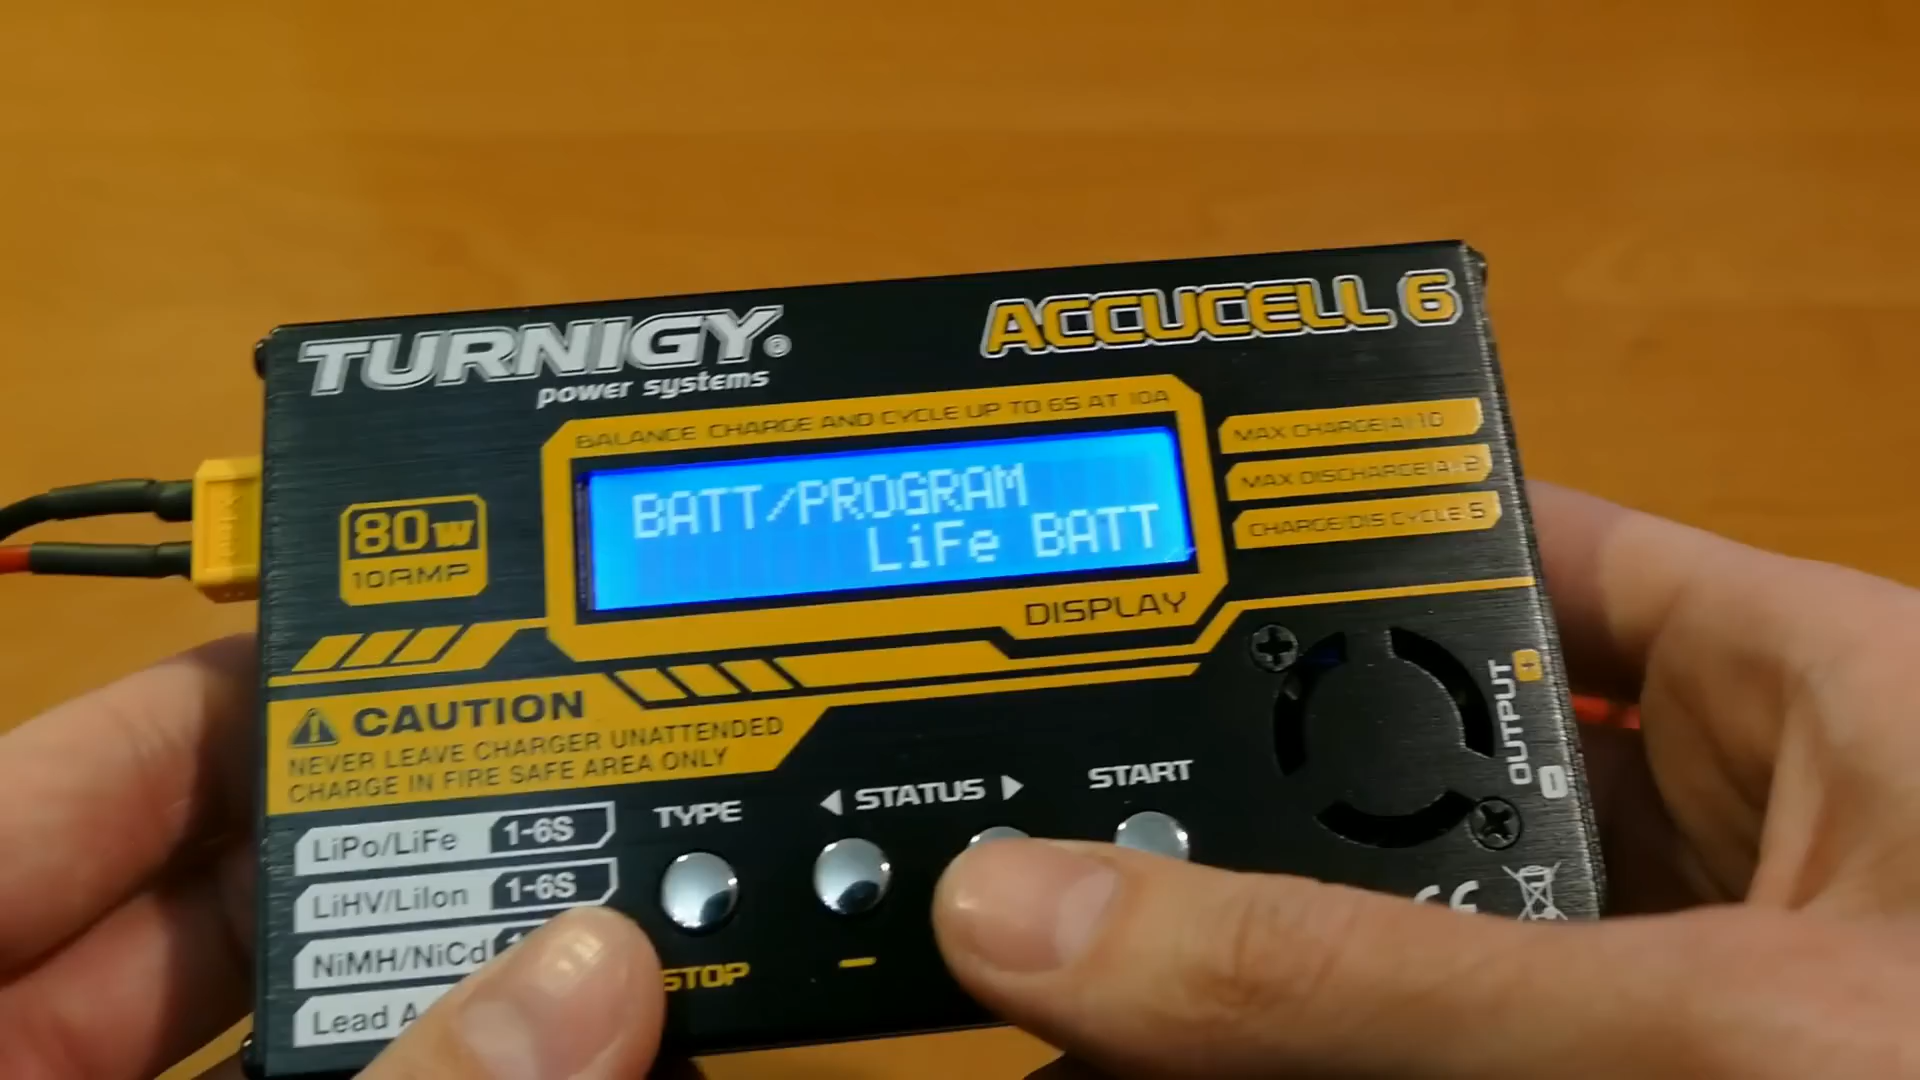 TURNIGY®
power systems
ACCUCELL 6
BALANCE CHARGE AND CYCLE UP TO 6S AT 10A
BATT/PROGRAM
LiFe BATT
DISPLAY
80W
10AMP
MAX CHARGE(A):10
MAX DISCHARGE(A):2
CHARGE/DIS CYCLE 5
CAUTION
NEVER LEAVE CHARGER UNATTENDED
CHARGE IN FIRE SAFE AREA ONLY
LiPo/LiFe 1-6S
LiHV/LiIon 1-6S
NiMH/NiCd
Lead A
TYPE
STATUS
START
STOP
OUTPUT
+
-
CE